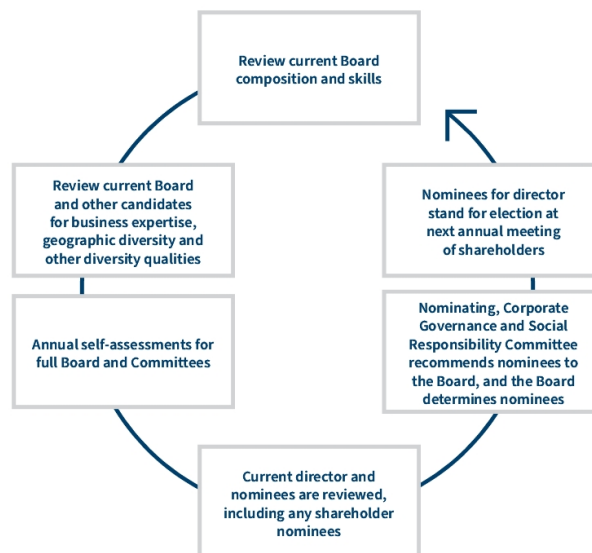 Review current Board
composition and skills
Review current Board
and other candidates
for business expertise,
geographic diversity and
other diversity qualities
Annual self-assessments for
full Board and Committees
Current director and
nominees are reviewed,
including any shareholder
nominees
Nominating, Corporate
Governance and Social
Responsibility Committee
recommends nominees to
the Board, and the Board
determines nominees
Nominees for director
stand for election at
next annual meeting
of shareholders